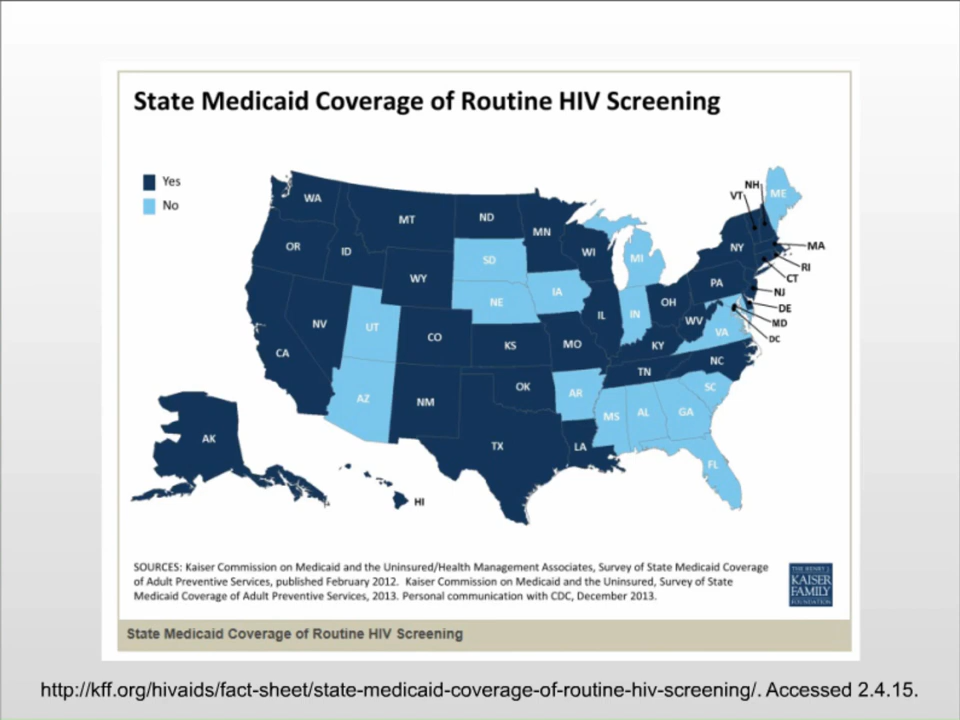 State Medicaid Coverage of Routine HIV Screening
Yes
No
WA
MT
ND
MN
OR
ID
WY
SD
WI
MI
NY
VT
NH
ME
MA
RI
CT
NJ
DE
MD
DC
PA
NV
UT
CO
NE
IA
IL
IN
OH
WV
VA
CA
KS
MO
KY
NC
TN
SC
AZ
NM
OK
AR
MS
AL
GA
TX
LA
FL
AK
HI
SOURCES: Kaiser Commission on Medicaid and the Uninsured/Health Management Associates, Survey of State Medicaid Coverage
of Adult Preventive Services, published February 2012. Kaiser Commission on Medicaid and the Uninsured, Survey of State
Medicaid Coverage of Adult Preventive Services, 2013. Personal communication with CDC, December 2013.
THE HENRY J.
KAISER
FAMILY
FOUNDATION
State Medicaid Coverage of Routine HIV Screening
http://kff.org/hivaids/fact-sheet/state-medicaid-coverage-of-routine-hiv-screening/. Accessed 2.4.15.